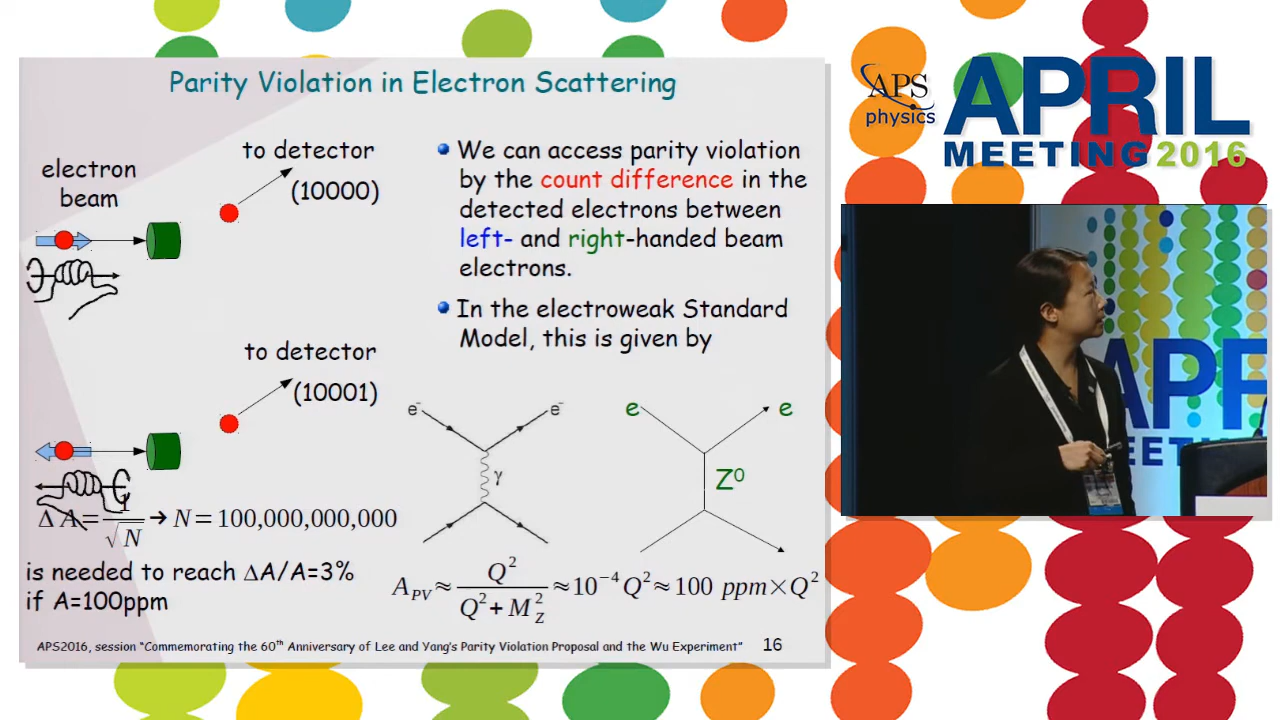 Parity Violation in Electron Scattering
electron
beam
to detector
(10000)
to detector
(10001)
Δ A = 1/√N → N = 100,000,000,000
is needed to reach ΔA/A=3%
if A=100ppm
We can access parity violation
by the count difference in the
detected electrons between
left- and right-handed beam
electrons.
In the electroweak Standard
Model, this is given by
e⁻ e⁻
γ
e e
Z⁰
A_PV ≈ Q²/(Q² + M_Z²) ≈ 10⁻⁴ Q² ≈ 100 ppm × Q²
APS2016, session “Commemorating the 60th Anniversary of Lee and Yang’s Parity Violation Proposal and the Wu Experiment” 16
APS
physics
APRIL
MEETING 2016